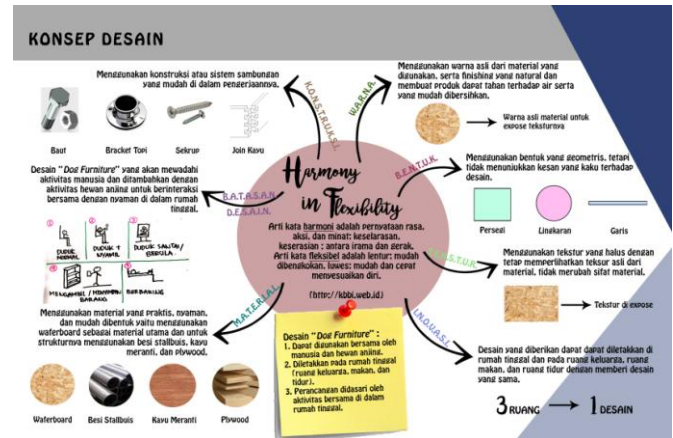 KONSEP DESAIN
Menggunakan konstruksi atau sistem sambungan
yang mudah di dalam pengerjaannya.
Baut
Bracket Topi
Sekrup
Join Kayu
K.O.N.S.T.R.U.K.S.I.
W.A.R.N.A.
Menggunakan warna asli dari material yang
digunakan, serta finishing yang natural dan
membuat produk dapat tahan terhadap air serta
yang mudah dibersihkan.
Warna asli material untuk
expose teksturnya
Desain "Dog Furniture" yang akan mewadahi
aktivitas manusia dan ditambahkan dengan
aktivitas hewan anjing untuk berinteraksi
bersama dengan nyaman di dalam rumah
tinggal.
B.A.T.A.S.A.N.
D.E.S.A.I.N.
DUDUK
NORMAL
DUDUK +
NYAMAN
DUDUK SANTAI/
BERSILA
MENGAMBIL / MENYIMPAN
BARANG
BERBARING
Harmony
in Flexibility
Arti kata harmoni adalah pernyataan rasa,
aksi, dan minat: keselarasan,
keserasian ; antara irama dan gerak.
Arti kata fleksibel adalah lentur: mudah
dibengkokan, luwes: mudah dan cepat
menyesuaikan diri.
(http://kbbi.web.id)
B.E.N.T.U.K.
Menggunakan bentuk yang geometris, tetapi
tidak menunjukkan kesan yang kaku terhadap
desain.
Persegi
Lingkaran
Garis
Menggunakan tekstur yang halus dengan
tetap memperlihatkan teksur asli dari
material, tidak merubah sifat material.
Tekstur di expose
M.A.T.E.R.I.A.L.
Menggunakan material yang praktis, nyaman,
dan mudah dibentuk yaitu menggunakan
waferboard sebagai material utama dan untuk
strukturnya menggunakan besi stallbuis, kayu
meranti, dan plywood.
Waferboard
Besi Stallbuis
Kayu Meranti
Plywood
Desain "Dog Furniture" :
1. Dapat digunakan bersama oleh
manusia dan hewan anjing.
2. Diletakkan pada rumah tinggal
(ruang keluarga, makan, dan
tidur).
3. Perancangan didasari oleh
aktivitas bersama di dalam
rumah tinggal.
Desain yang diberikan dapat dapat diletakkan di
rumah tinggal dan pada ruang keluarga, ruang
makan, dan ruang tidur dengan memberi desain
yang sama.
3 RUANG
1 DESAIN